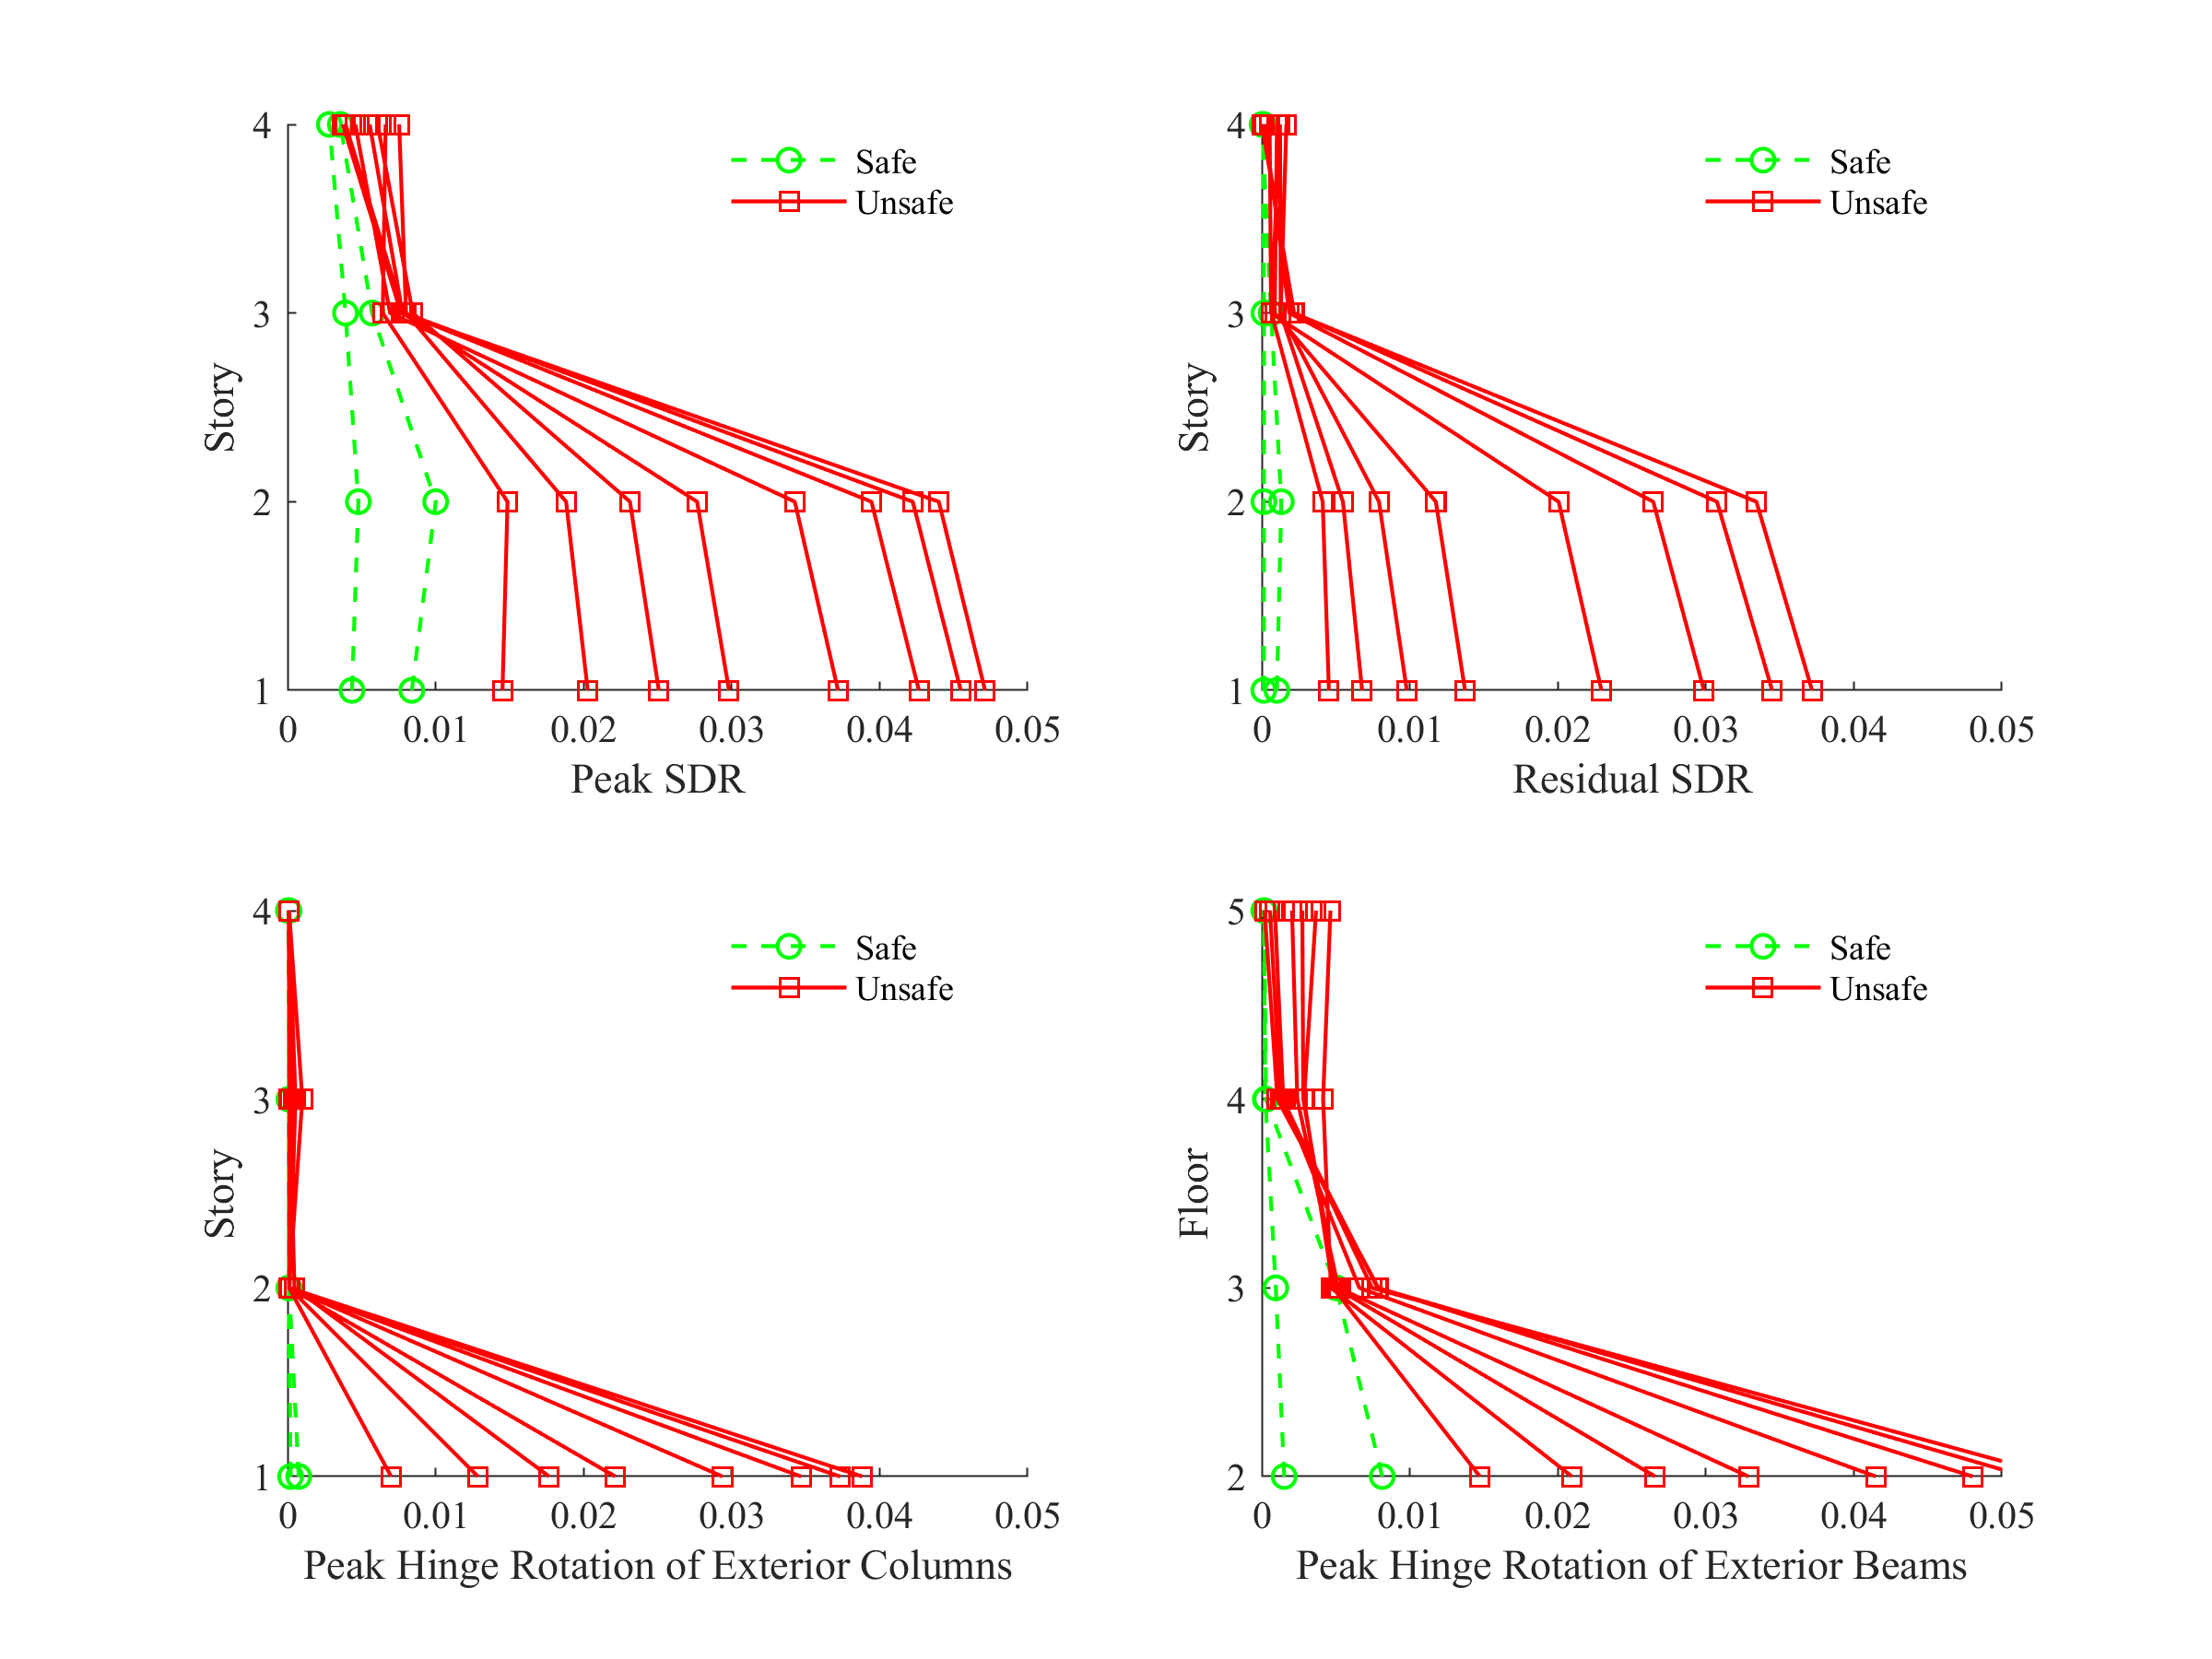 4
3
2
1
Story
0 0.01 0.02 0.03 0.04 0.05
Peak SDR
Safe
Unsafe
4
3
2
1
Story
0 0.01 0.02 0.03 0.04 0.05
Residual SDR
Safe
Unsafe
4
3
2
1
Story
0 0.01 0.02 0.03 0.04 0.05
Peak Hinge Rotation of Exterior Columns
Safe
Unsafe
5
4
3
2
Floor
0 0.01 0.02 0.03 0.04 0.05
Peak Hinge Rotation of Exterior Beams
Safe
Unsafe